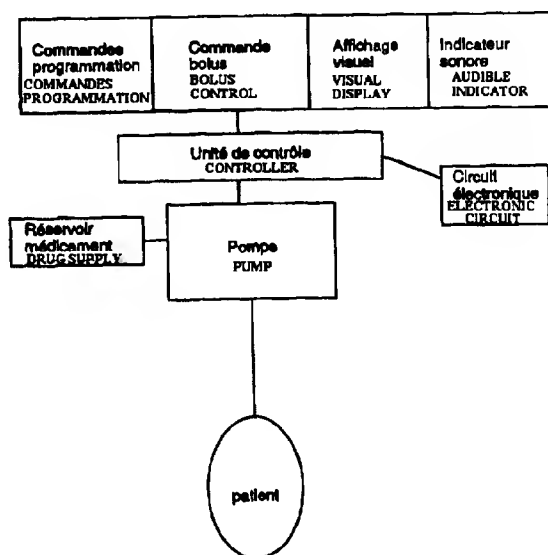 Commandes
programmation
COMMANDES
PROGRAMMATION
Commande
bolus
BOLUS
CONTROL
Affichage
visuel
VISUAL
DISPLAY
Indicateur
sonore
AUDIBLE
INDICATOR
Unité de contrôle
CONTROLLER
Circuit
électronique
ELECTRONIC
CIRCUIT
Réservoir
médicament
DRUG SUPPLY
Pompe
PUMP
patient